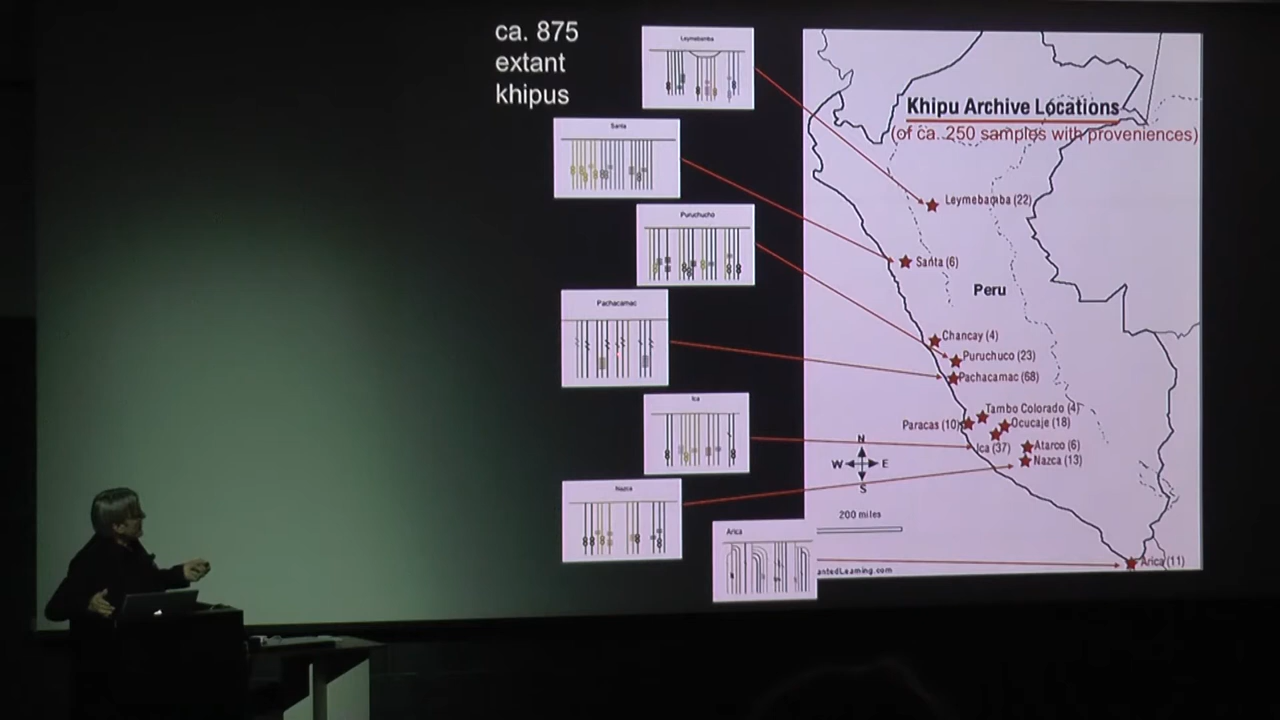 ca. 875
extant
khipus
Leymebamba
Santa
Puruchuco
Pachacamac
Ica
Nazca
Arica
Khipu Archive Locations
(of ca. 250 samples with proveniences)
Leymebamba (22)
Santa (6)
Peru
Chancay (4)
Puruchuco (23)
Pachacamac (68)
Tambo Colorado (4)
Paracas (10)
Ocucaje (18)
Ica (37)
Atarco (6)
Nazca (13)
N
W
E
S
200 miles
antedLearning.com
Arica (11)